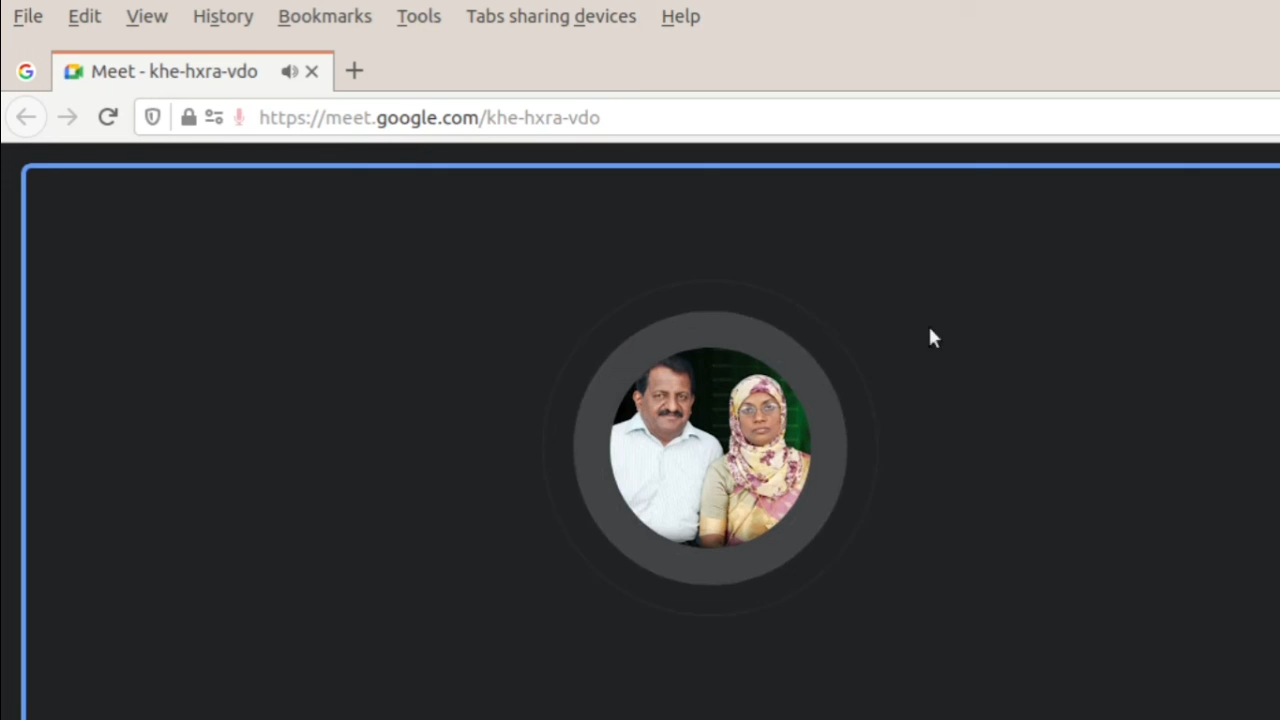 File Edit View History Bookmarks Tools Tabs sharing devices Help
Meet - khe-hxra-vdo
https://meet.google.com/khe-hxra-vdo